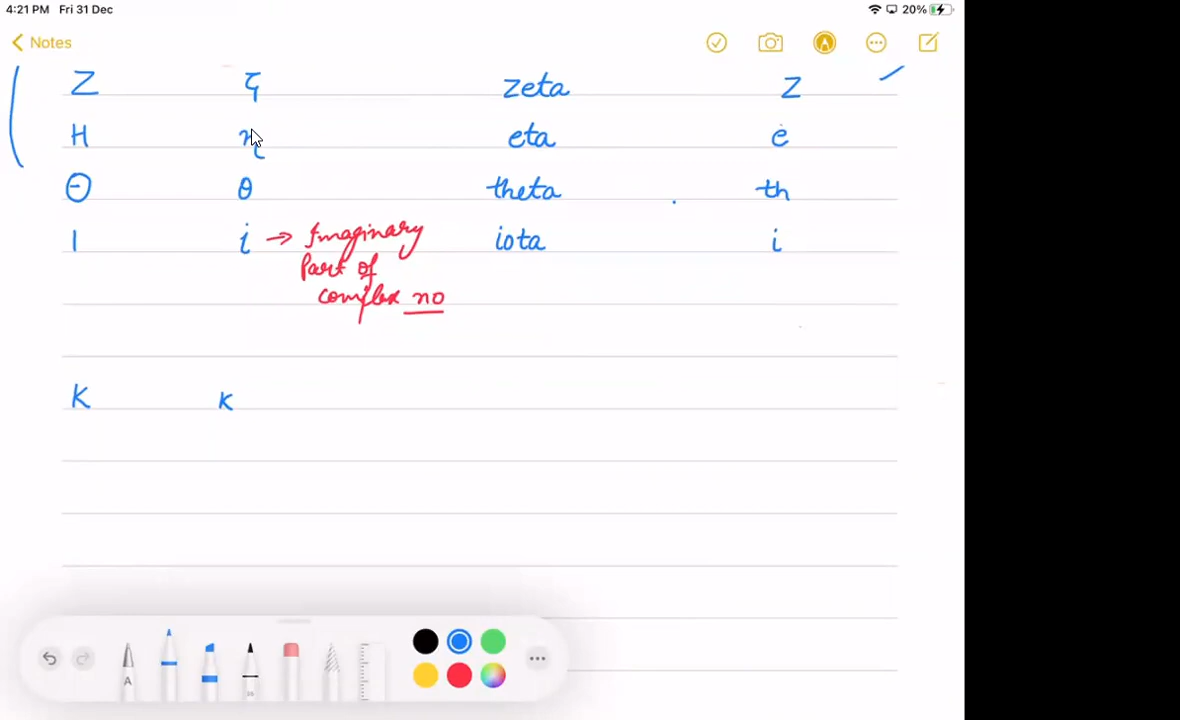 4:21 PM Fri 31 Dec 20%
Notes
Z ζ zeta z
H η eta e
Θ θ theta th
I i → Imaginary iota i
Part of
complex no
K κ
A